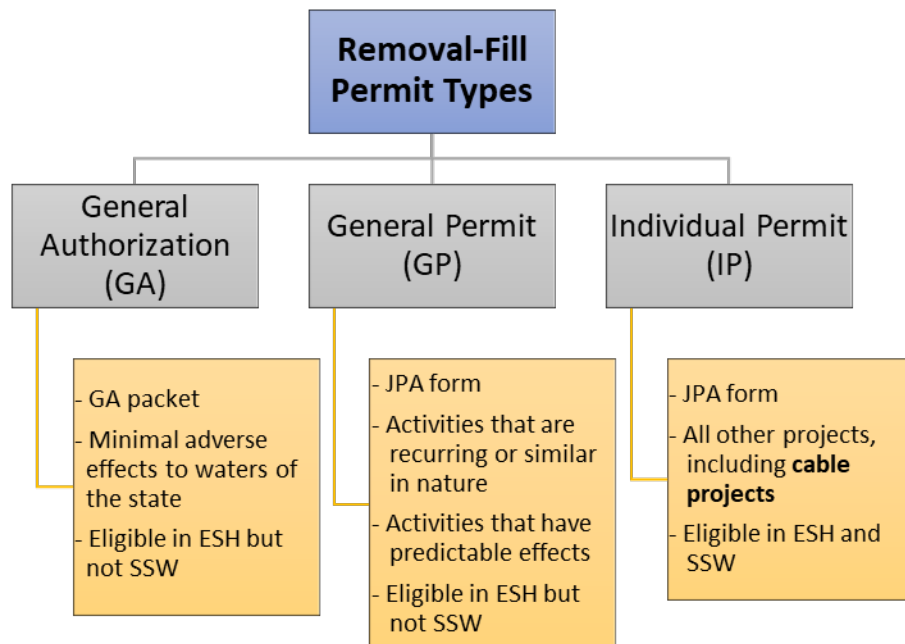 Removal-Fill
Permit Types
General
Authorization
(GA)
- GA packet
- Minimal adverse
effects to waters of
the state
- Eligible in ESH but
not SSW
General Permit
(GP)
- JPA form
- Activities that are
recurring or similar
in nature
- Activities that have
predictable effects
- Eligible in ESH but
not SSW
Individual Permit
(IP)
- JPA form
- All other projects,
including cable
projects
- Eligible in ESH and
SSW